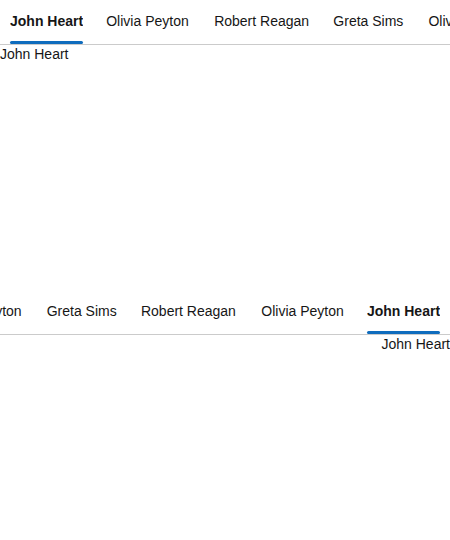 John Heart Olivia Peyton Robert Reagan Greta Sims
John Heart
Greta Sims Robert Reagan Olivia Peyton John Heart
John Heart